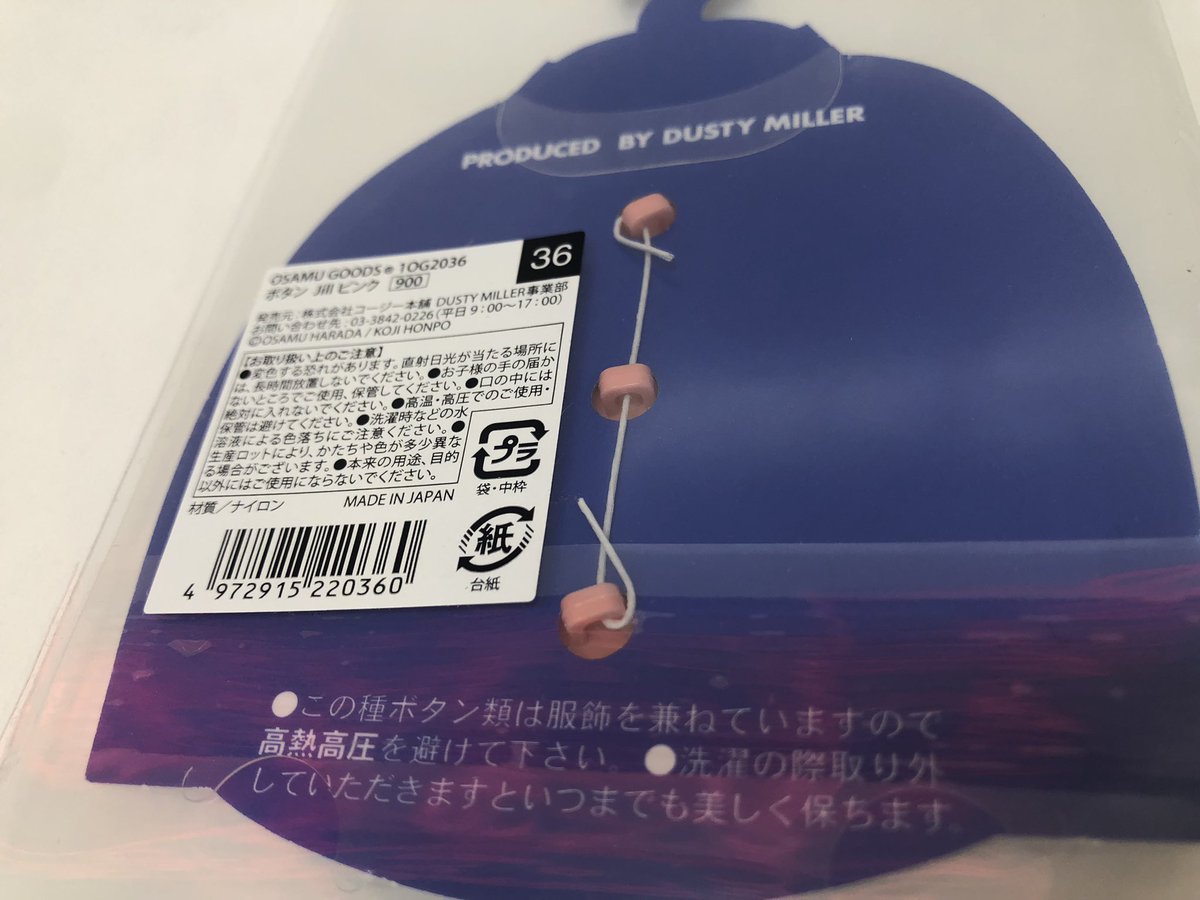 PRODUCED BY DUSTY MILLER
36
OSAMU GOODS® 1OG2036
ボタン Jill ピンク 900
発売元:株式会社コージー本舗 DUSTY MILLER事業部
お問い合わせ先:03-3842-0226(平日9:00〜17:00)
©OSAMU HARADA / KOJI HONPO
【お取り扱い上のご注意】
●変色する恐れがあります。直射日光が当たる場所に
は、長時間放置しないでください。●お子様の手の届か
ないところでご使用、保管してください。●口の中には
絶対に入れないでください。●高温・高圧でのご使用・
保管は避けてください。●洗濯時などの水
溶液による色落ちにご注意ください。●
生産ロットにより、かたちや色が多少異な
る場合がございます。●本来の用途、目的
以外にはご使用にならないでください。
プラ
袋・中枠
材質/ナイロン MADE IN JAPAN
紙
台紙
4 972915 220360
●この種ボタン類は服飾を兼ねていますので
高熱高圧を避けて下さい。●洗濯の際取り外
していただきますといつまでも美しく保ちます。